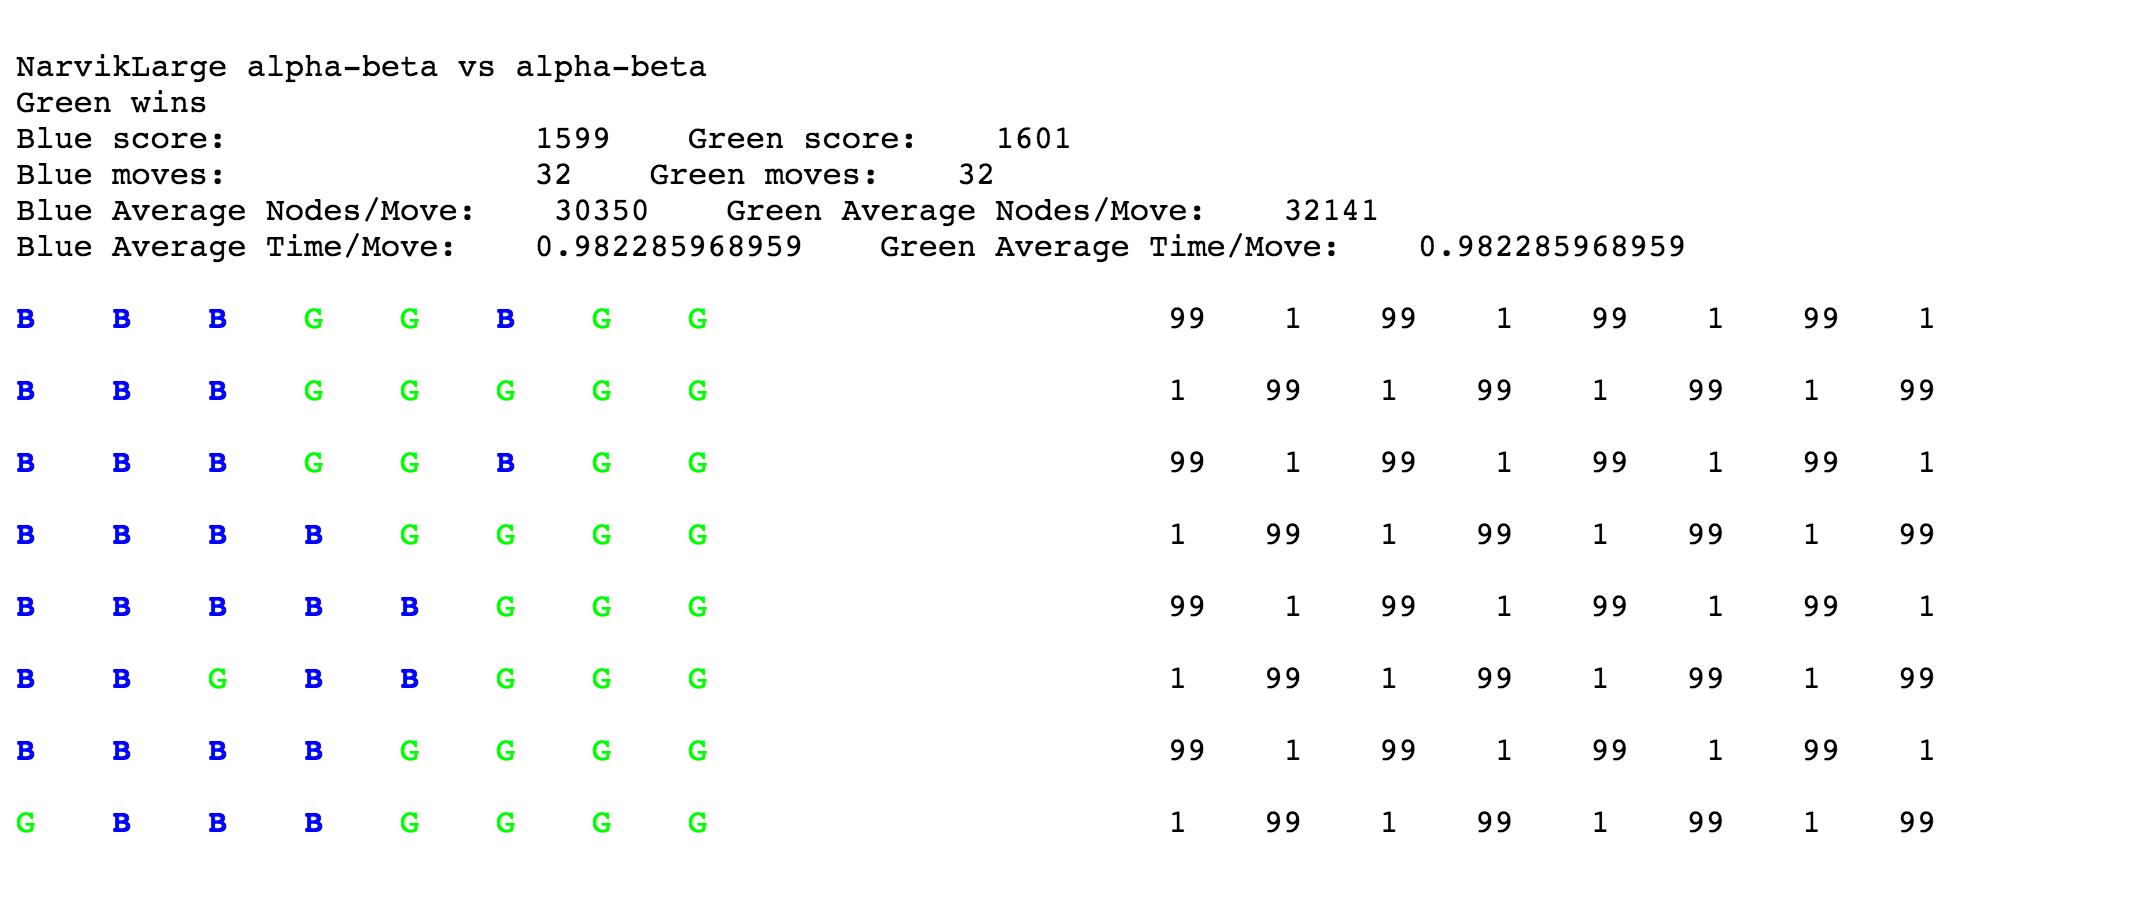 NarvikLarge alpha-beta vs alpha-beta
Green wins
Blue score: 1599 Green score: 1601
Blue moves: 32 Green moves: 32
Blue Average Nodes/Move: 30350 Green Average Nodes/Move: 32141
Blue Average Time/Move: 0.982285968959 Green Average Time/Move: 0.982285968959
B B B G G B G G 99 1 99 1 99 1 99 1
B B B G G G G G 1 99 1 99 1 99 1 99
B B B G G B G G 99 1 99 1 99 1 99 1
B B B B G G G G 1 99 1 99 1 99 1 99
B B B B B G G G 99 1 99 1 99 1 99 1
B B G B B G G G 1 99 1 99 1 99 1 99
B B B B G G G G 99 1 99 1 99 1 99 1
G B B B G G G G 1 99 1 99 1 99 1 99